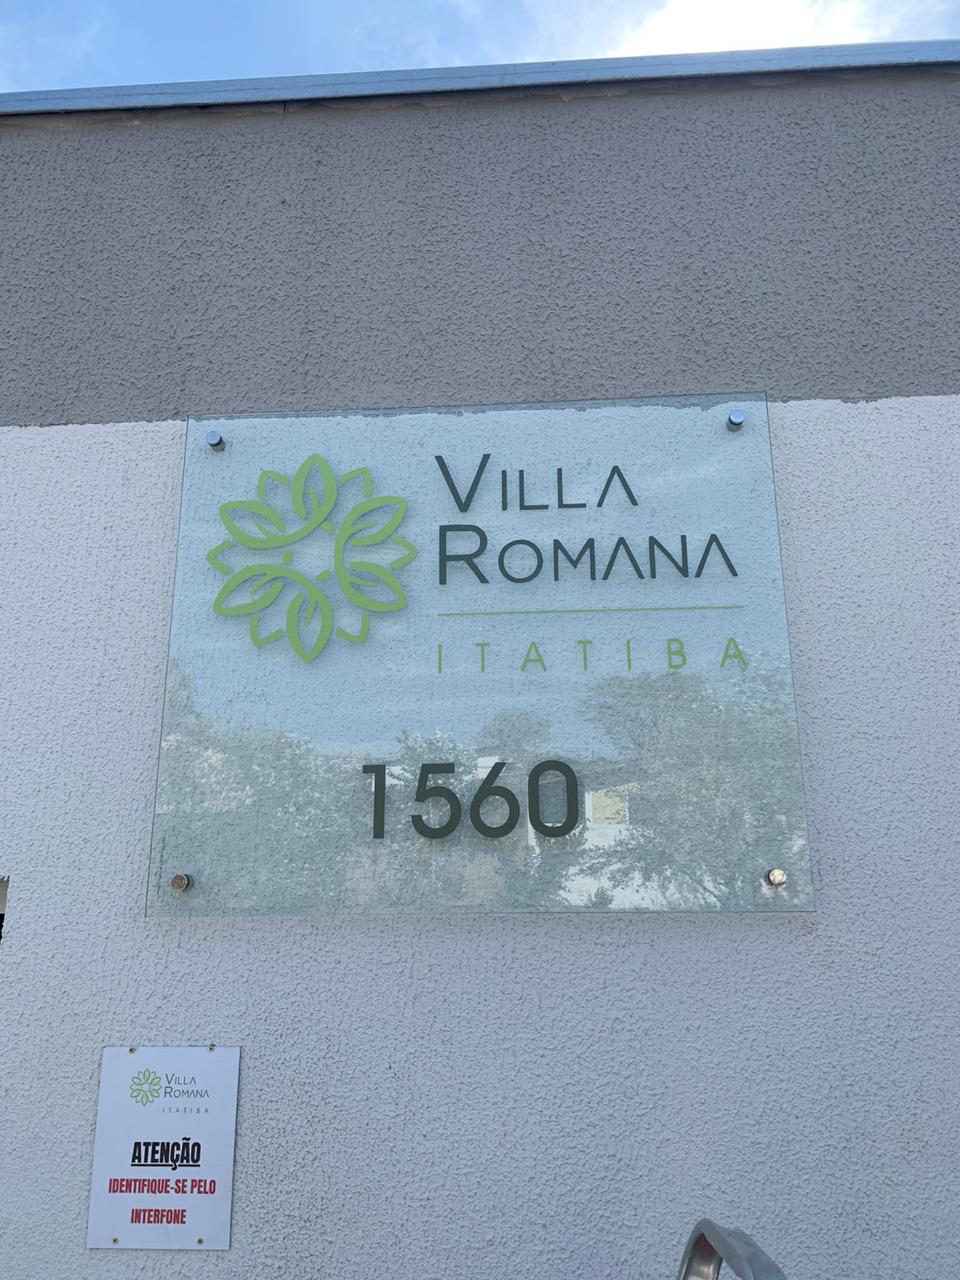 VILLA
ROMANA
ITATIBA
1560
VILLA
ROMANA
ITATIBA
ATENÇÃO
IDENTIFIQUE-SE PELO
INTERFONE